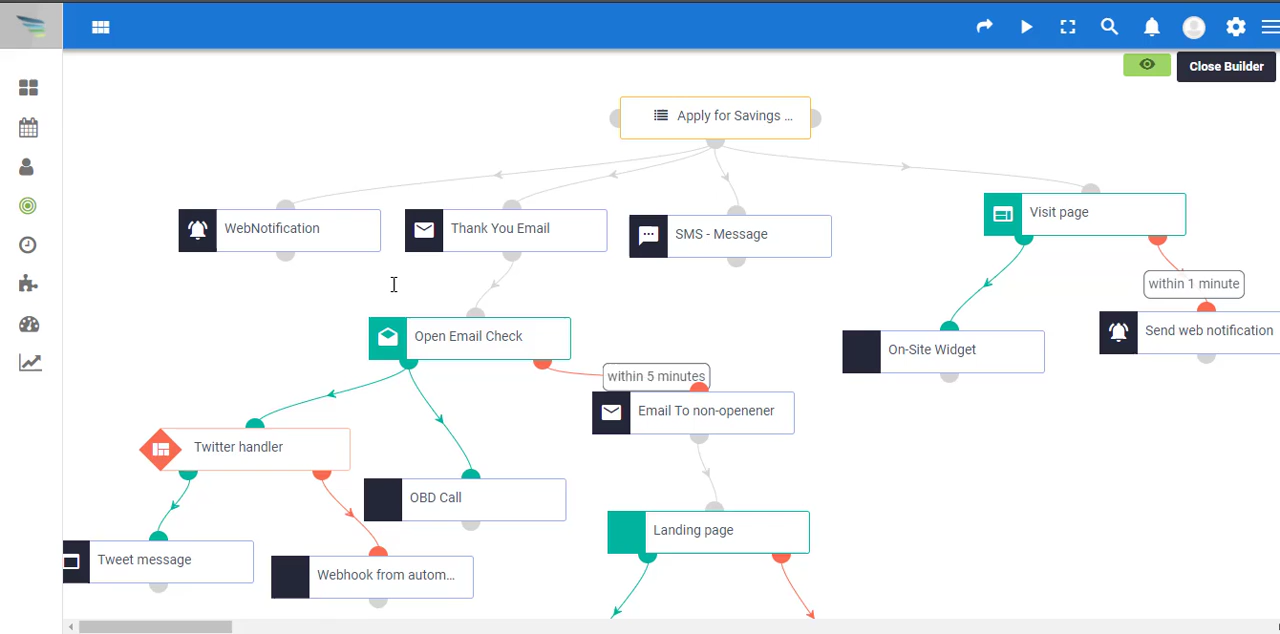 Close Builder
Apply for Savings ...
WebNotification
Thank You Email
SMS - Message
Visit page
within 1 minute
Send web notification
Open Email Check
On-Site Widget
within 5 minutes
Email To non-openener
Twitter handler
OBD Call
Landing page
Tweet message
Webhook from autom...